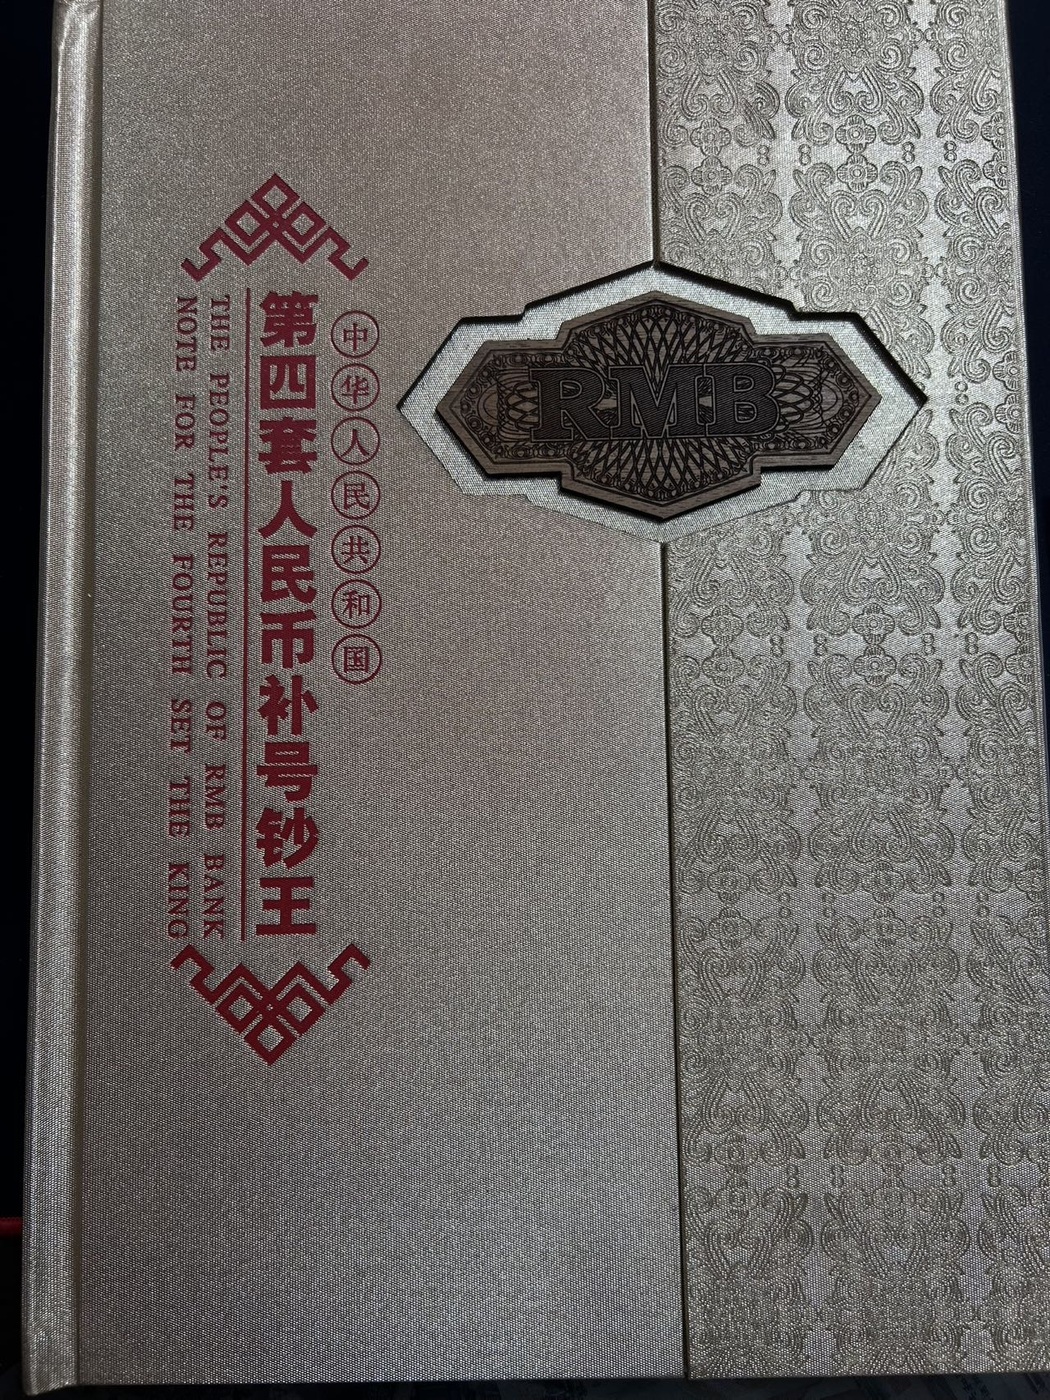 中华人民共和国
第四套人民币补号钞王
THE PEOPLE'S REPUBLIC OF RMB BANK
NOTE FOR THE FOURTH SET THE KING
RMB